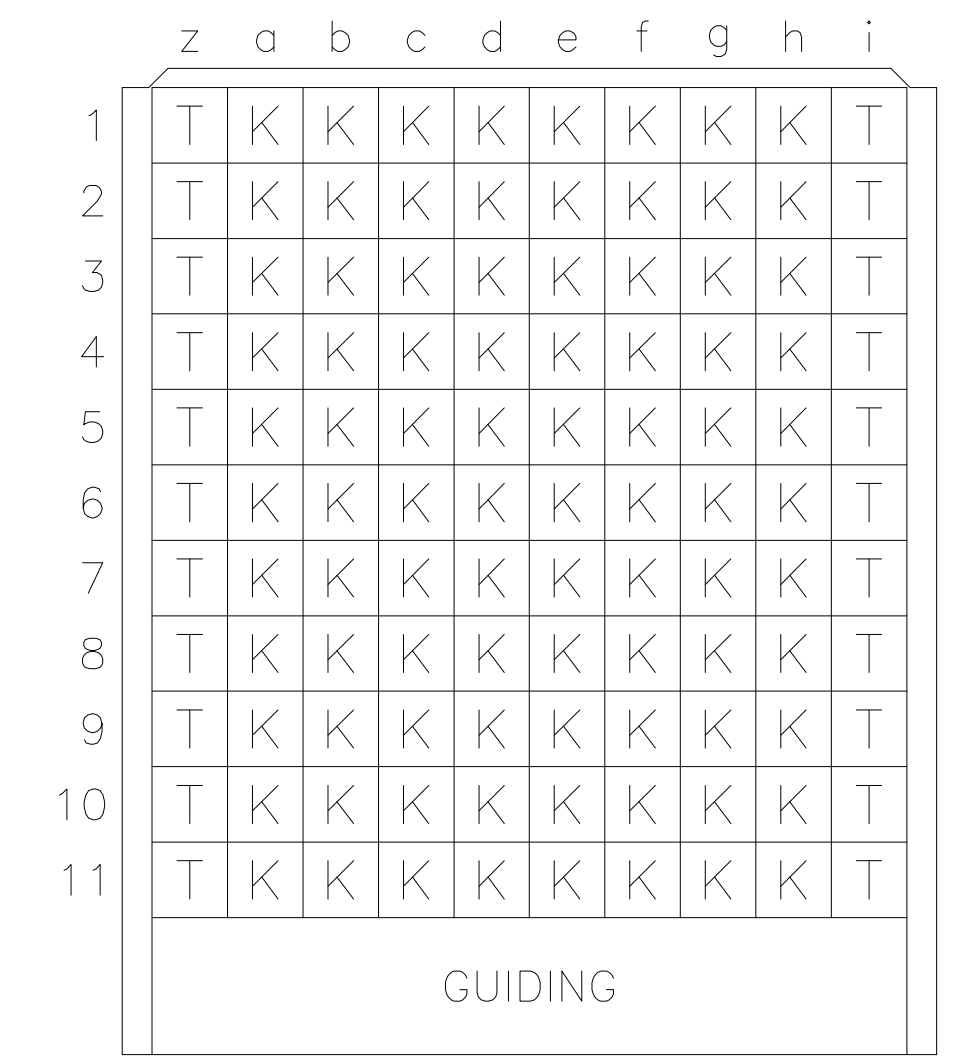 z a b c d e f g h i
1 T K K K K K K K K T
2 T K K K K K K K K T
3 T K K K K K K K K T
4 T K K K K K K K K T
5 T K K K K K K K K T
6 T K K K K K K K K T
7 T K K K K K K K K T
8 T K K K K K K K K T
9 T K K K K K K K K T
10 T K K K K K K K K T
11 T K K K K K K K K T
GUIDING